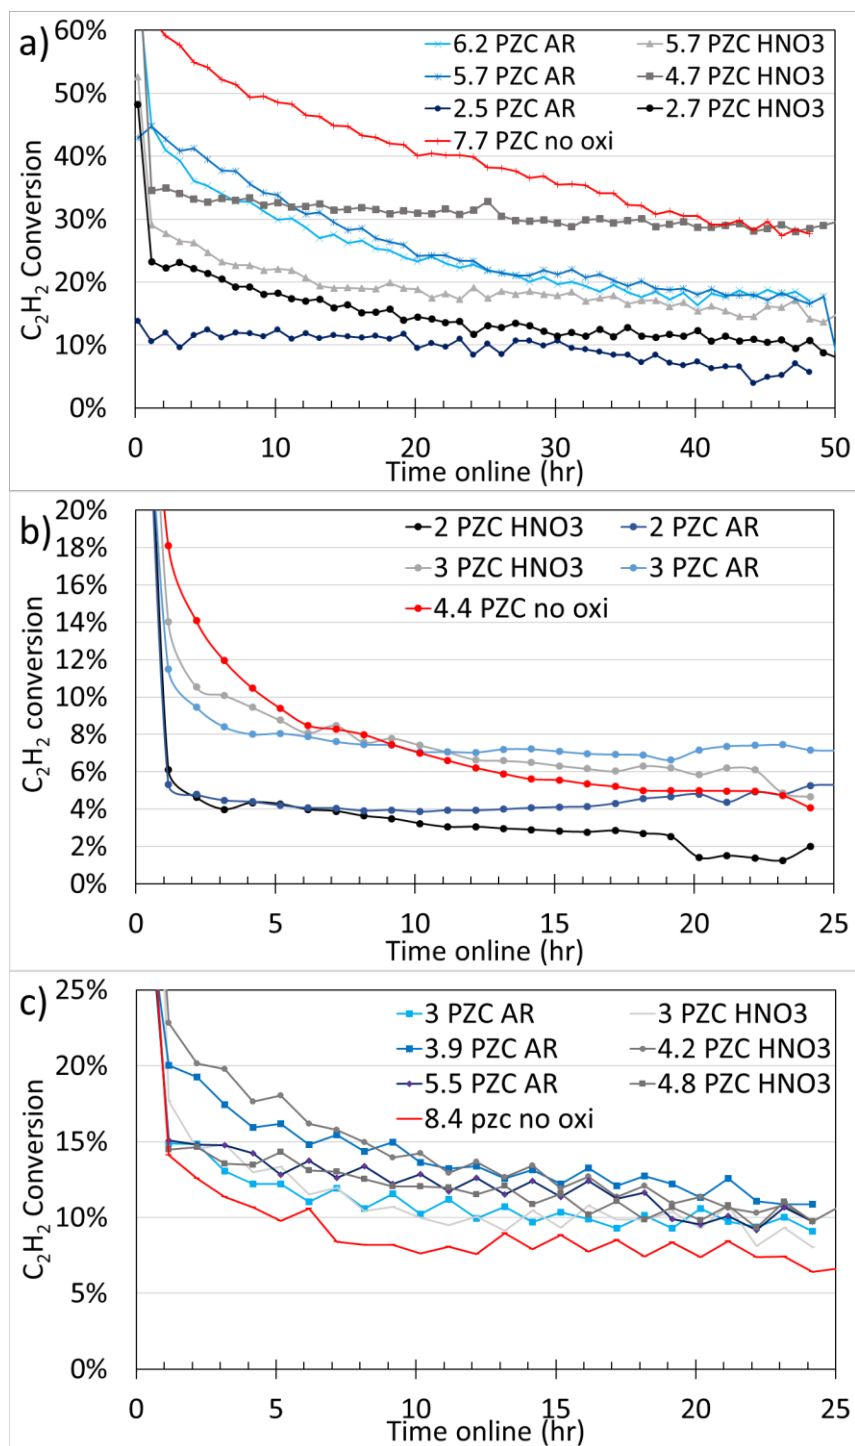 a)
C₂H₂ Conversion
60%
50%
40%
30%
20%
10%
0%
6.2 PZC AR
5.7 PZC HNO3
5.7 PZC AR
4.7 PZC HNO3
2.5 PZC AR
2.7 PZC HNO3
7.7 PZC no oxi
0 10 20 30 40 50
Time online (hr)
b)
C₂H₂ conversion
20%
18%
16%
14%
12%
10%
8%
6%
4%
2%
0%
2 PZC HNO3
2 PZC AR
3 PZC HNO3
3 PZC AR
4.4 PZC no oxi
0 5 10 15 20 25
Time online (hr)
c)
C₂H₂ Conversion
25%
20%
15%
10%
5%
0%
3 PZC AR
3 PZC HNO3
3.9 PZC AR
4.2 PZC HNO3
5.5 PZC AR
4.8 PZC HNO3
8.4 pzc no oxi
0 5 10 15 20 25
Time online (hr)